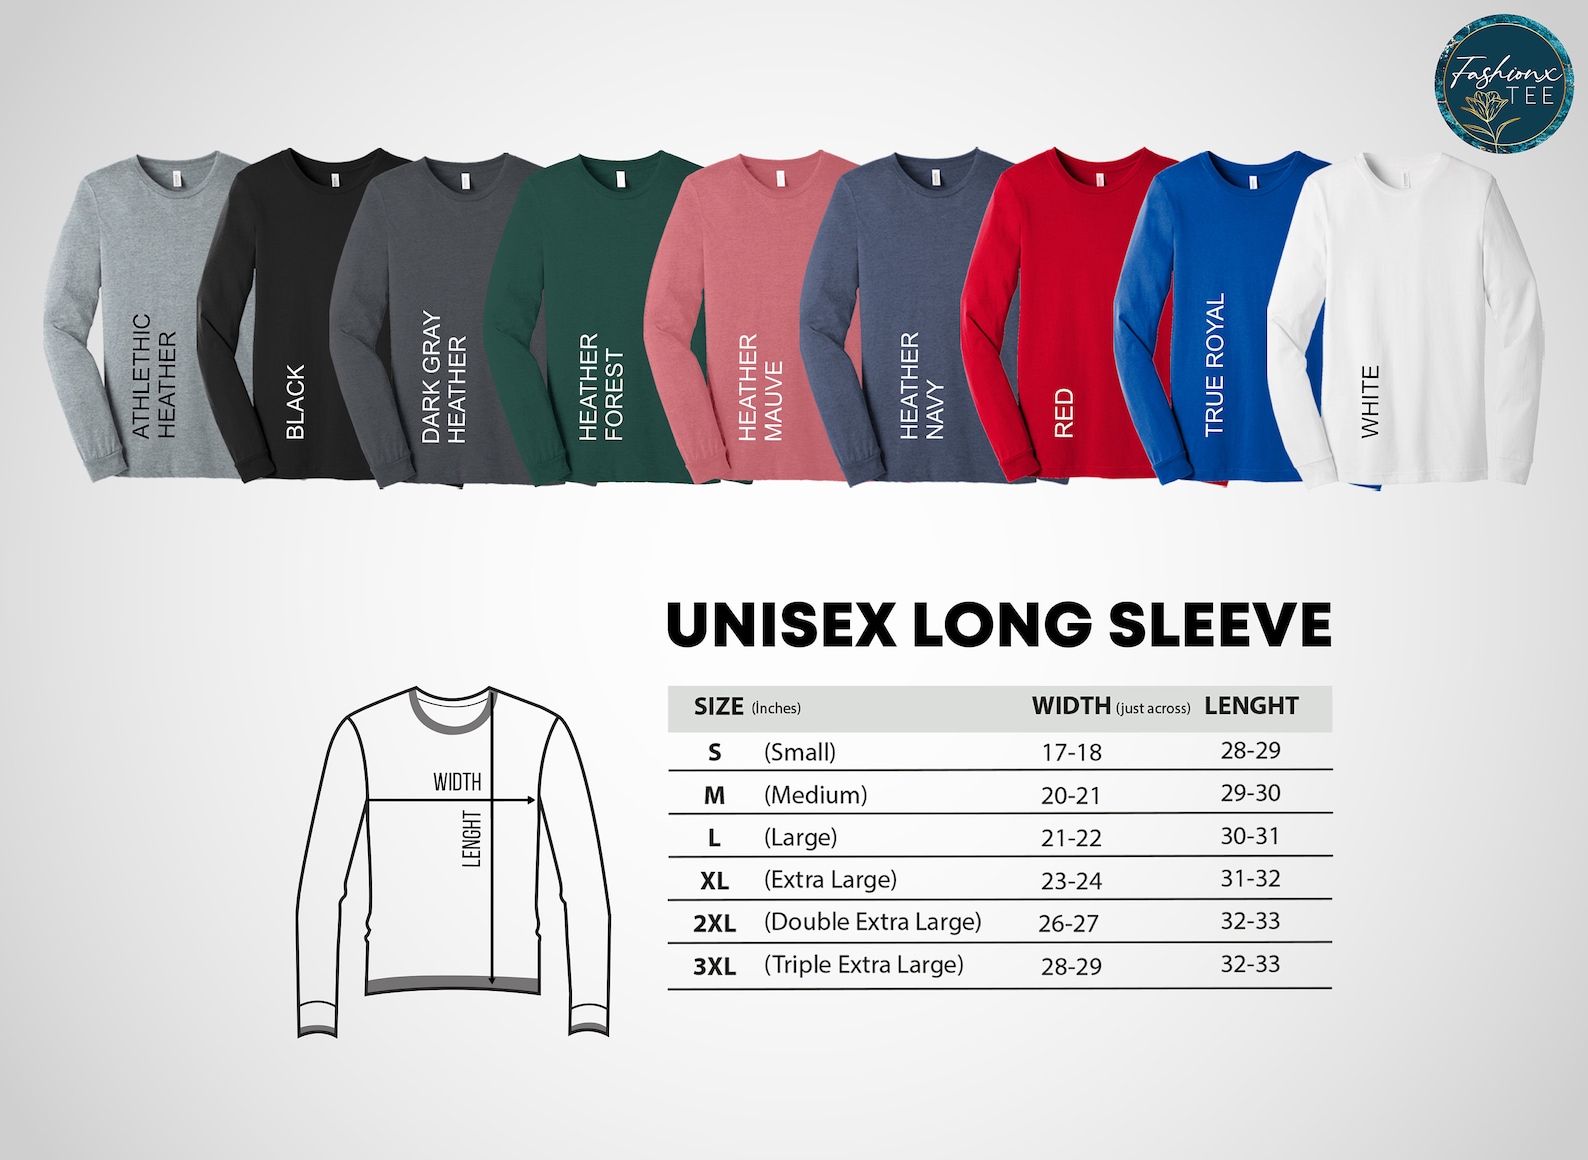 Fashionx
TEE
ATHLETHIC
HEATHER
BLACK
DARK GRAY
HEATHER
HEATHER
FOREST
HEATHER
MAUVE
HEATHER
NAVY
RED
TRUE ROYAL
WHITE
UNISEX LONG SLEEVE
SIZE (İnches) WIDTH (just across) LENGHT
S (Small) 17-18 28-29
M (Medium) 20-21 29-30
L (Large) 21-22 30-31
XL (Extra Large) 23-24 31-32
2XL (Double Extra Large) 26-27 32-33
3XL (Triple Extra Large) 28-29 32-33
WIDTH
LENGHT